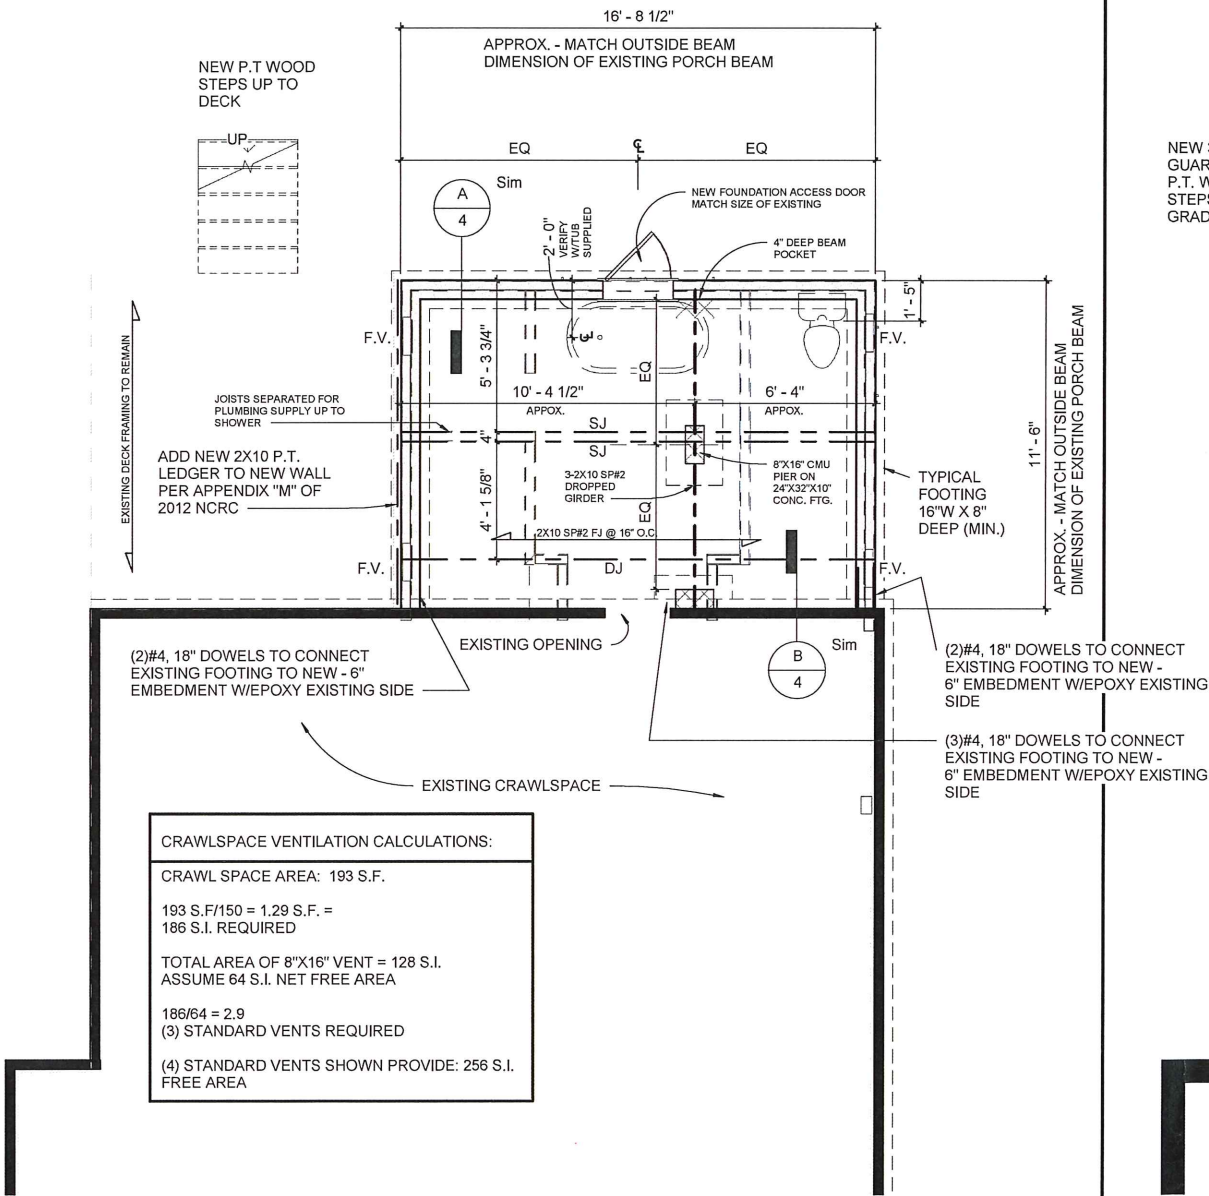 16' - 8 1/2"
APPROX. - MATCH OUTSIDE BEAM
DIMENSION OF EXISTING PORCH BEAM
NEW P.T WOOD
STEPS UP TO
DECK
UP
EQ
C L
EQ
A
4
Sim
2' - 0"
VERIFY
W/TUB
SUPPLIED
NEW FOUNDATION ACCESS DOOR
MATCH SIZE OF EXISTING
4" DEEP BEAM
POCKET
1' - 5"
F.V.
F.V.
EXISTING DECK FRAMING TO REMAIN
5' - 3 3/4"
C L
EQ
10' - 4 1/2"
APPOX.
6' - 4"
APPOX.
11' - 6"
APPROX. - MATCH OUTSIDE BEAM
DIMENSION OF EXISTING PORCH BEAM
JOISTS SEPARATED FOR
PLUMBING SUPPLY UP TO
SHOWER
SJ
4"
SJ
ADD NEW 2X10 P.T.
LEDGER TO NEW WALL
PER APPENDIX "M" OF
2012 NCRC
4' - 1 5/8"
3-2X10 SP#2
DROPPED
GIRDER
EQ
8"X16" CMU
PIER ON
24"X32"X10"
CONC. FTG.
TYPICAL
FOOTING
16"W X 8"
DEEP (MIN.)
2X10 SP#2 FJ @ 16" O.C.
F.V.
DJ
F.V.
EXISTING OPENING
B
4
Sim
(2)#4, 18" DOWELS TO CONNECT
EXISTING FOOTING TO NEW - 6"
EMBEDMENT W/EPOXY EXISTING SIDE
(2)#4, 18" DOWELS TO CONNECT
EXISTING FOOTING TO NEW -
6" EMBEDMENT W/EPOXY EXISTING
SIDE
(3)#4, 18" DOWELS TO CONNECT
EXISTING FOOTING TO NEW -
6" EMBEDMENT W/EPOXY EXISTING
SIDE
EXISTING CRAWLSPACE
CRAWLSPACE VENTILATION CALCULATIONS:
CRAWL SPACE AREA: 193 S.F.
193 S.F/150 = 1.29 S.F. =
186 S.I. REQUIRED
TOTAL AREA OF 8"X16" VENT = 128 S.I.
ASSUME 64 S.I. NET FREE AREA
186/64 = 2.9
(3) STANDARD VENTS REQUIRED
(4) STANDARD VENTS SHOWN PROVIDE: 256 S.I.
FREE AREA
NEW
P.T.